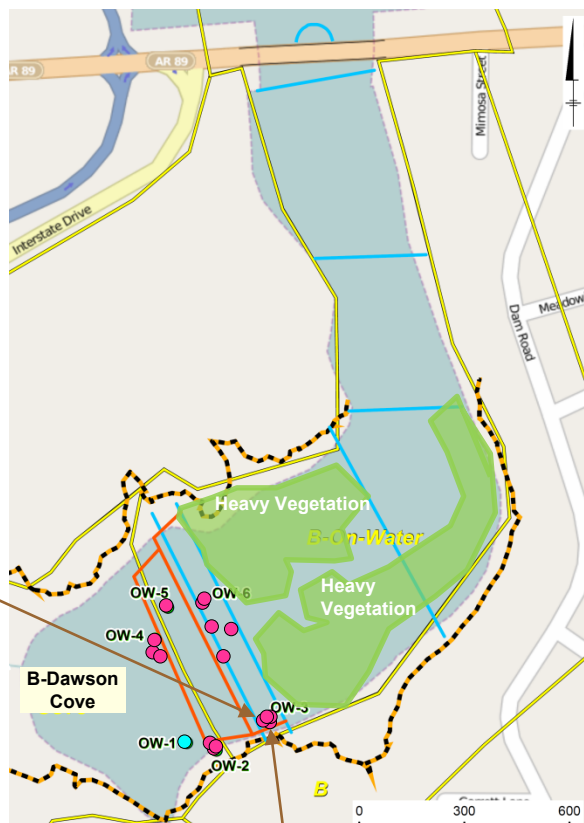 AR 89
AR 89
Mimosa Street
Interstate Drive
Dam Road
Meadow
Heavy Vegetation
B-On-Water
Heavy
Vegetation
OW-5
OW-6
OW-4
B-Dawson
Cove
OW-3
OW-1
OW-2
B
0 300 600